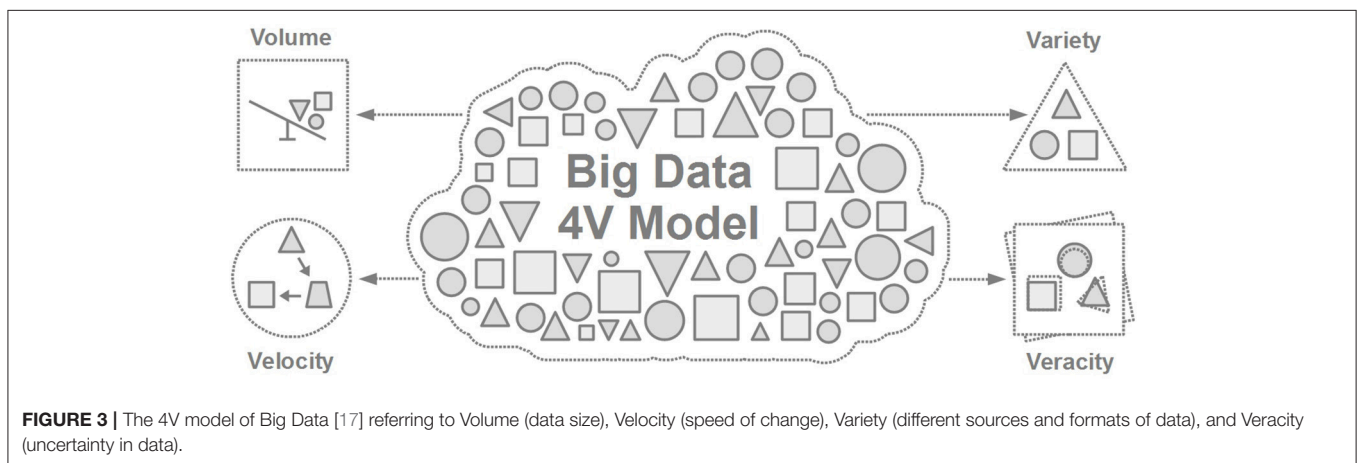 Volume
Variety
Big Data
4V Model
Velocity
Veracity
FIGURE 3 | The 4V model of Big Data [17] referring to Volume (data size), Velocity (speed of change), Variety (different sources and formats of data), and Veracity
(uncertainty in data).